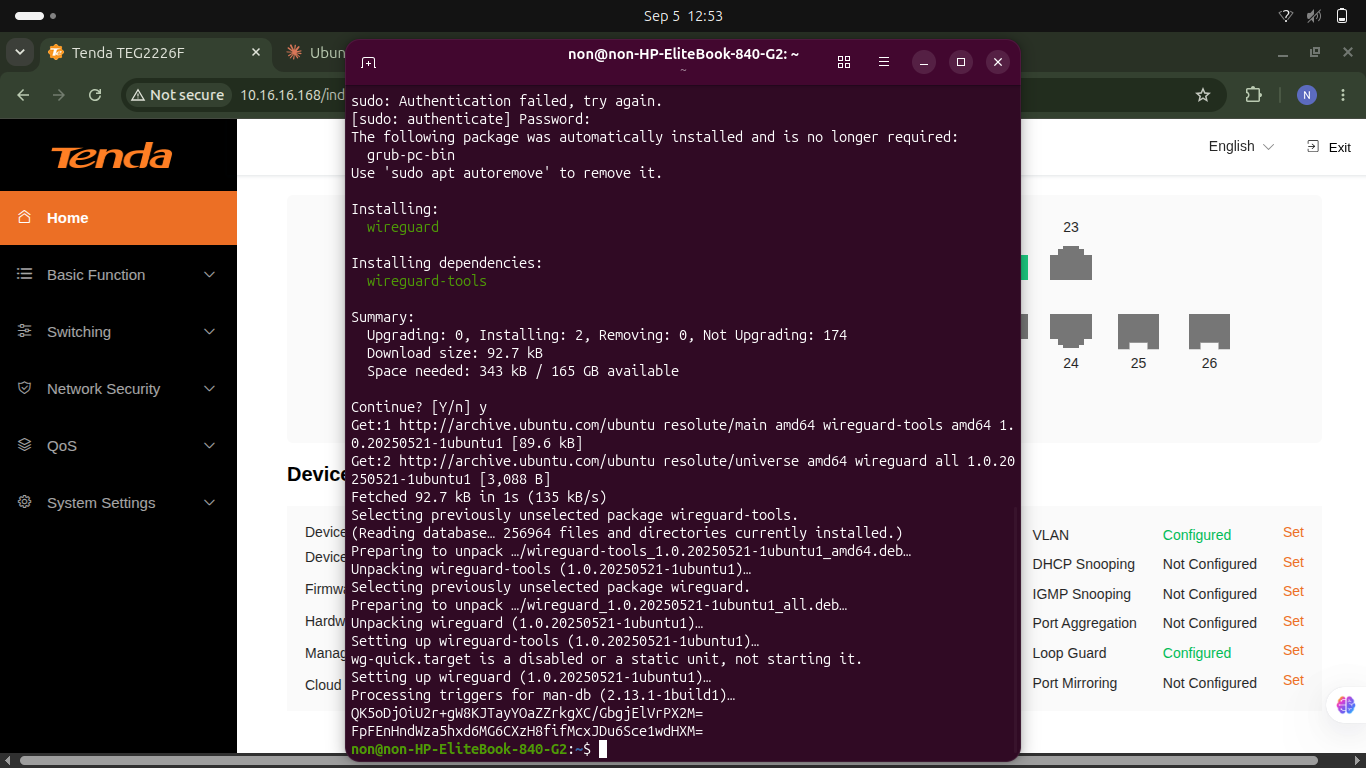 Sep 5 12:53
Tenda TEG2226F
Ubun
Not secure
10.16.16.168/ind
N
non@non-HP-EliteBook-840-G2: ~
~
Tenda
English
Exit
Home
Basic Function
Switching
Network Security
QoS
System Settings
sudo: Authentication failed, try again.
[sudo: authenticate] Password:
The following package was automatically installed and is no longer required:
grub-pc-bin
Use 'sudo apt autoremove' to remove it.
Installing:
wireguard
Installing dependencies:
wireguard-tools
Summary:
Upgrading: 0, Installing: 2, Removing: 0, Not Upgrading: 174
Download size: 92.7 kB
Space needed: 343 kB / 165 GB available
Continue? [Y/n] y
Get:1 http://archive.ubuntu.com/ubuntu resolute/main amd64 wireguard-tools amd64 1.
0.20250521-1ubuntu1 [89.6 kB]
Get:2 http://archive.ubuntu.com/ubuntu resolute/universe amd64 wireguard all 1.0.20
250521-1ubuntu1 [3,088 B]
Fetched 92.7 kB in 1s (135 kB/s)
Selecting previously unselected package wireguard-tools.
(Reading database… 256964 files and directories currently installed.)
Preparing to unpack …/wireguard-tools_1.0.20250521-1ubuntu1_amd64.deb…
Unpacking wireguard-tools (1.0.20250521-1ubuntu1)…
Selecting previously unselected package wireguard.
Preparing to unpack …/wireguard_1.0.20250521-1ubuntu1_all.deb…
Unpacking wireguard (1.0.20250521-1ubuntu1)…
Setting up wireguard-tools (1.0.20250521-1ubuntu1)…
wg-quick.target is a disabled or a static unit, not starting it.
Setting up wireguard (1.0.20250521-1ubuntu1)…
Processing triggers for man-db (2.13.1-1build1)…
QK5oDjOiU2r+gW8KJTayYOaZZrkgXC/GbgjElVrPX2M=
FpFEnHndWza5hxd6MG6CXzH8fifMcxJDu6Sce1wdHXM=
non@non-HP-EliteBook-840-G2:~$
23
24
25
26
Device
Device
Device
Firmwa
Hardw
Manag
Cloud
VLAN Configured Set
DHCP Snooping Not Configured Set
IGMP Snooping Not Configured Set
Port Aggregation Not Configured Set
Loop Guard Configured Set
Port Mirroring Not Configured Set